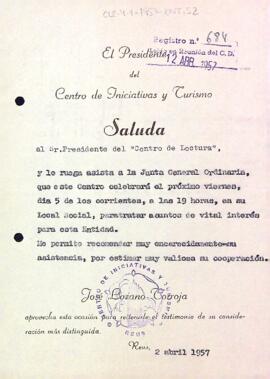 Registro n.º 684
12 ABR. 1957
El Presidente
del
Centro de Iniciativas y Turismo
Saluda
al Sr.Presidente del "Centro de Lectura",
y le ruega asista a la Junta General Ordinaria,
que este Centro celebrará el próximo viernes,
día 5 de los corrientes, a las 19 horas, en su
Local Social, paratratar asuntos de vital interés
para esta Entidad.
Me permito recomendar muy encarecidamente su
asistencia, por estimar muy valiosa su cooperación.
José Lozano
aprovecha esta ocasión para reiterarle el testimonio de su conside-
ración más distinguida.
Reus, 2 abril 1957